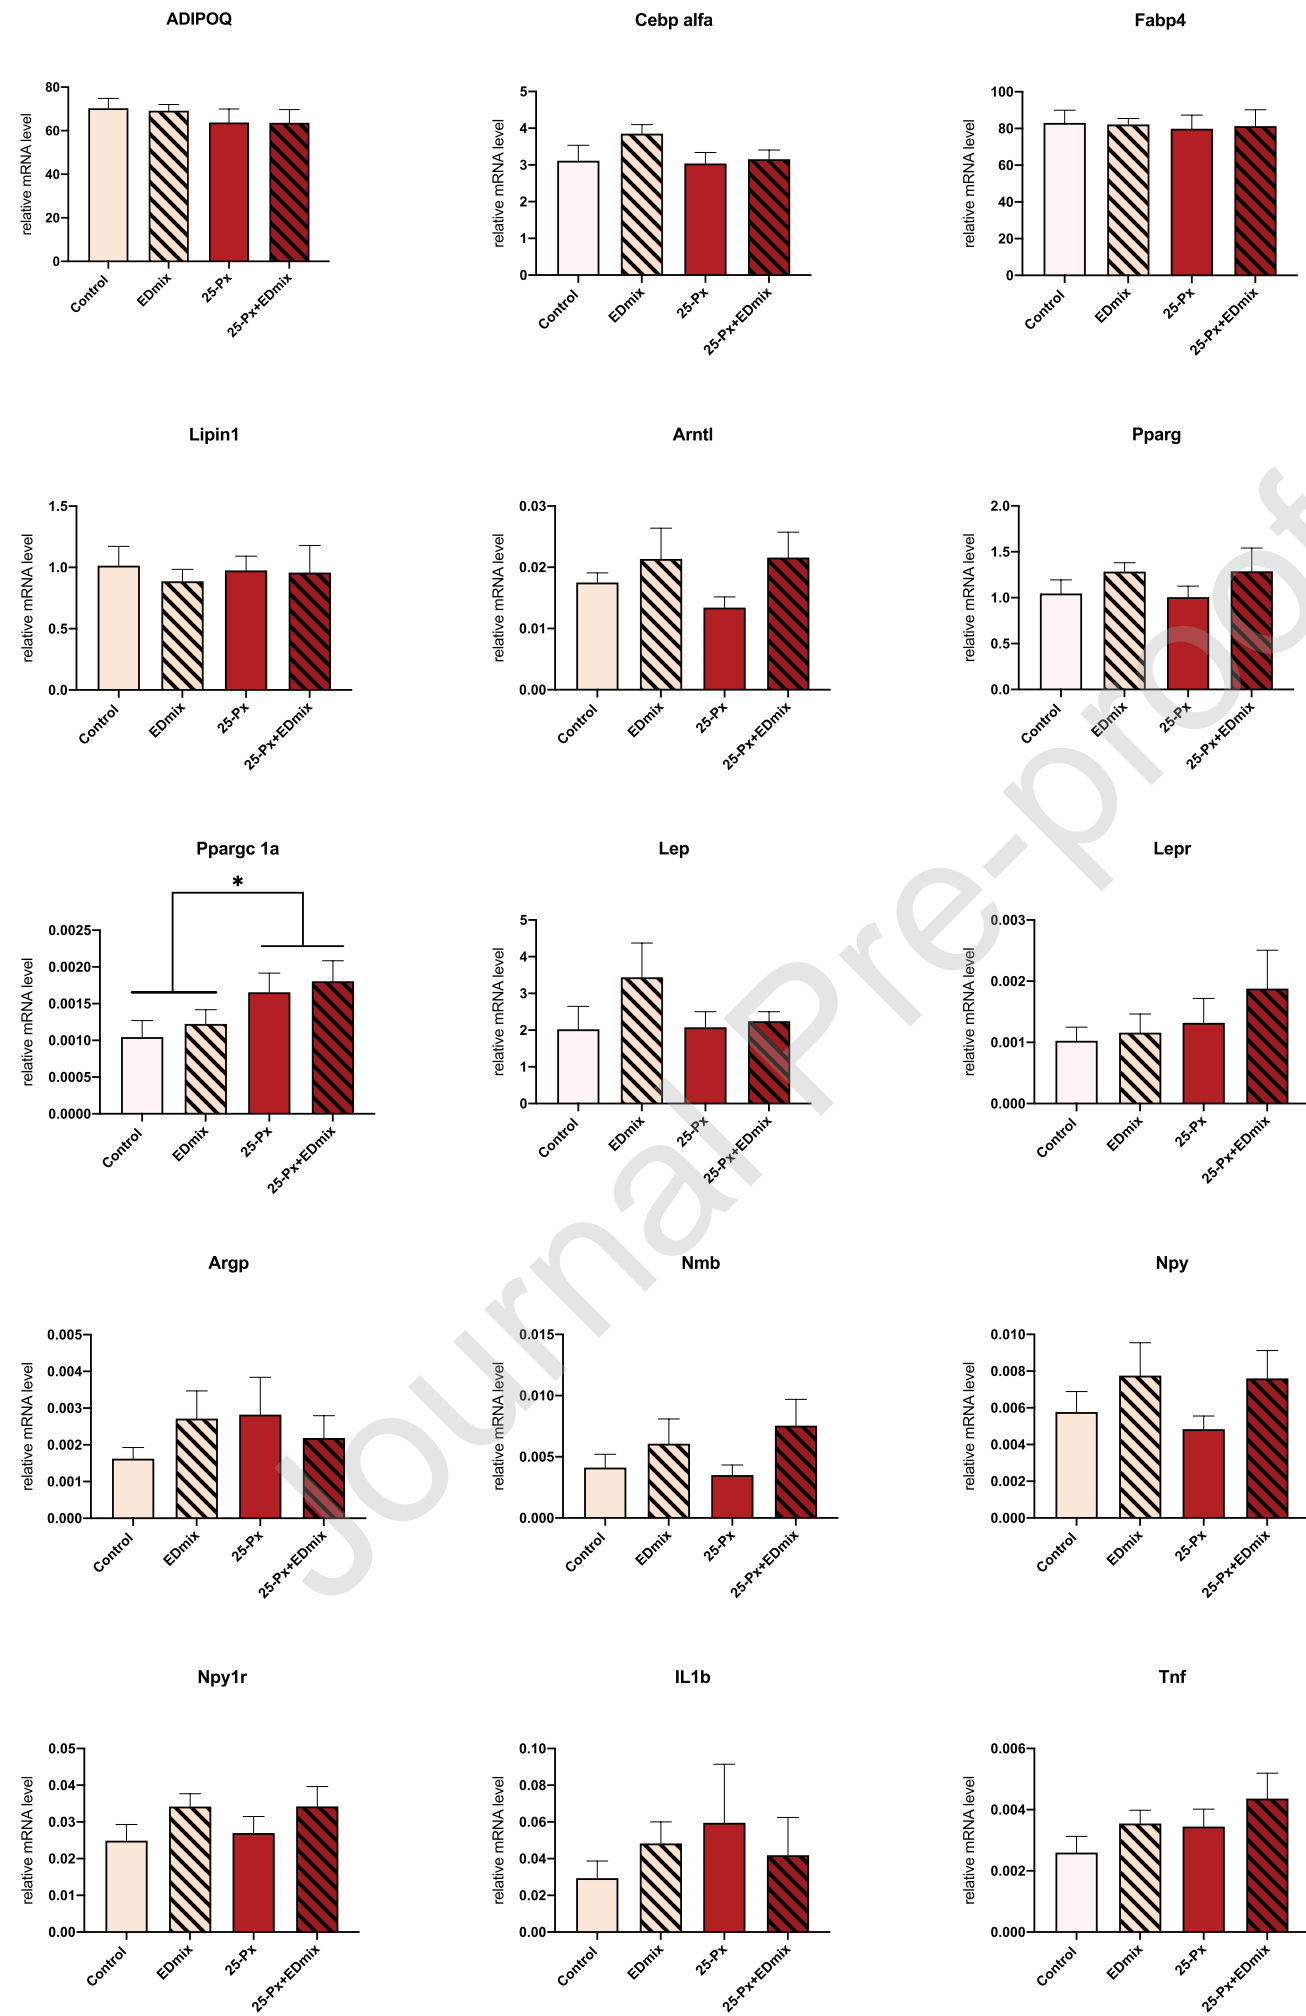 ADIPOQ
relative mRNA level
80
60
40
20
0
Control
EDmix
25-Px
25-Px+EDmix
Cebp alfa
relative mRNA level
5
4
3
2
1
0
Control
EDmix
25-Px
25-Px+EDmix
Fabp4
relative mRNA level
100
80
60
40
20
0
Control
EDmix
25-Px
25-Px+EDmix
Lipin1
relative mRNA level
1.5
1.0
0.5
0.0
Control
EDmix
25-Px
25-Px+EDmix
Arntl
relative mRNA level
0.03
0.02
0.01
0.00
Control
EDmix
25-Px
25-Px+EDmix
Pparg
relative mRNA level
2.0
1.5
1.0
0.5
0.0
Control
EDmix
25-Px
25-Px+EDmix
Ppargc 1a
*
relative mRNA level
0.0025
0.0020
0.0015
0.0010
0.0005
0.0000
Control
EDmix
25-Px
25-Px+EDmix
Lep
relative mRNA level
5
4
3
2
1
0
Control
EDmix
25-Px
25-Px+EDmix
Lepr
relative mRNA level
0.003
0.002
0.001
0.000
Control
EDmix
25-Px
25-Px+EDmix
Argp
relative mRNA level
0.005
0.004
0.003
0.002
0.001
0.000
Control
EDmix
25-Px
25-Px+EDmix
Nmb
relative mRNA level
0.015
0.010
0.005
0.000
Control
EDmix
25-Px
25-Px+EDmix
Npy
relative mRNA level
0.010
0.008
0.006
0.004
0.002
0.000
Control
EDmix
25-Px
25-Px+EDmix
Npy1r
relative mRNA level
0.05
0.04
0.03
0.02
0.01
0.00
Control
EDmix
25-Px
25-Px+EDmix
IL1b
relative mRNA level
0.10
0.08
0.06
0.04
0.02
0.00
Control
EDmix
25-Px
25-Px+EDmix
Tnf
relative mRNA level
0.006
0.004
0.002
0.000
Control
EDmix
25-Px
25-Px+EDmix
Journal Pre-proof